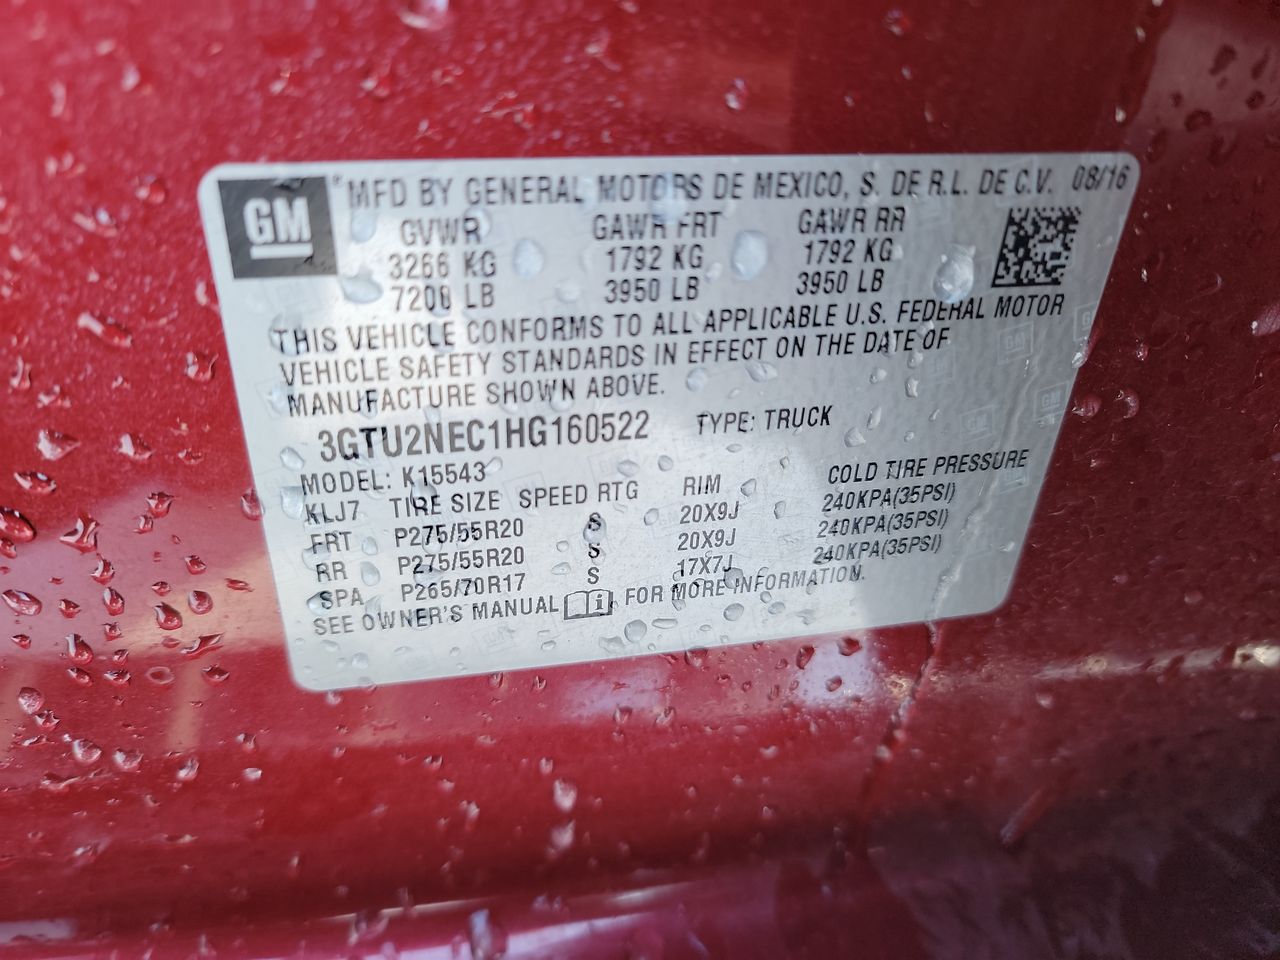 GM ® MFD BY GENERAL MOTORS DE MEXICO, S. DE R.L. DE C.V. 08/16
GVWR GAWR FRT GAWR RR
3266 KG 1792 KG 1792 KG
7200 LB 3950 LB 3950 LB
THIS VEHICLE CONFORMS TO ALL APPLICABLE U.S. FEDERAL MOTOR
VEHICLE SAFETY STANDARDS IN EFFECT ON THE DATE OF
MANUFACTURE SHOWN ABOVE.
3GTU2NEC1HG160522 TYPE: TRUCK
MODEL: K15543
KLJ7 TIRE SIZE SPEED RTG RIM COLD TIRE PRESSURE
FRT P275/55R20 S 20X9J 240KPA(35PSI)
RR P275/55R20 S 20X9J 240KPA(35PSI)
SPA P265/70R17 S 17X7J 240KPA(35PSI)
SEE OWNER'S MANUAL FOR MORE INFORMATION.